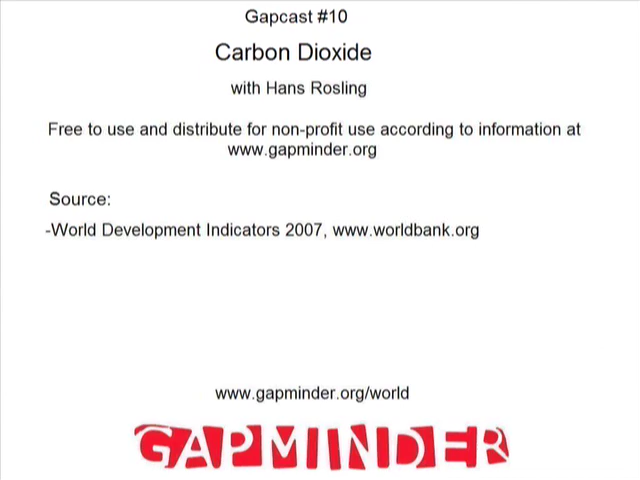 Gapcast #10
Carbon Dioxide
with Hans Rosling
Free to use and distribute for non-profit use according to information at
www.gapminder.org
Source:
-World Development Indicators 2007, www.worldbank.org
www.gapminder.org/world
GAPMINDER